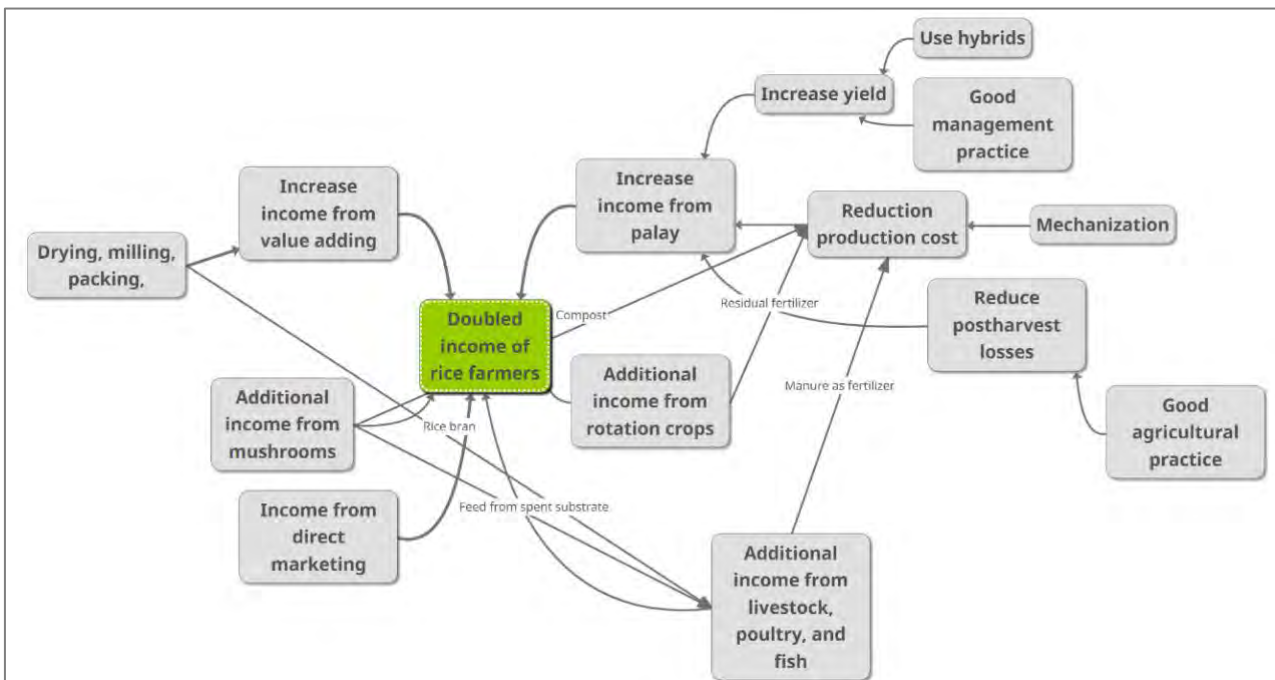 Use hybrids
Increase yield
Good
management
practice
Increase
income from
value adding
Increase
income from
palay
Reduction
production cost
Mechanization
Drying, milling,
packing,
Residual fertilizer
Reduce
postharvest
losses
Compost
Doubled
income of
rice farmers
Additional
income from
rotation crops
Manure as fertilizer
Additional
income from
mushrooms
Rice bran
Good
agricultural
practice
Feed from spent substrate
Income from
direct
marketing
Additional
income from
livestock,
poultry, and
fish